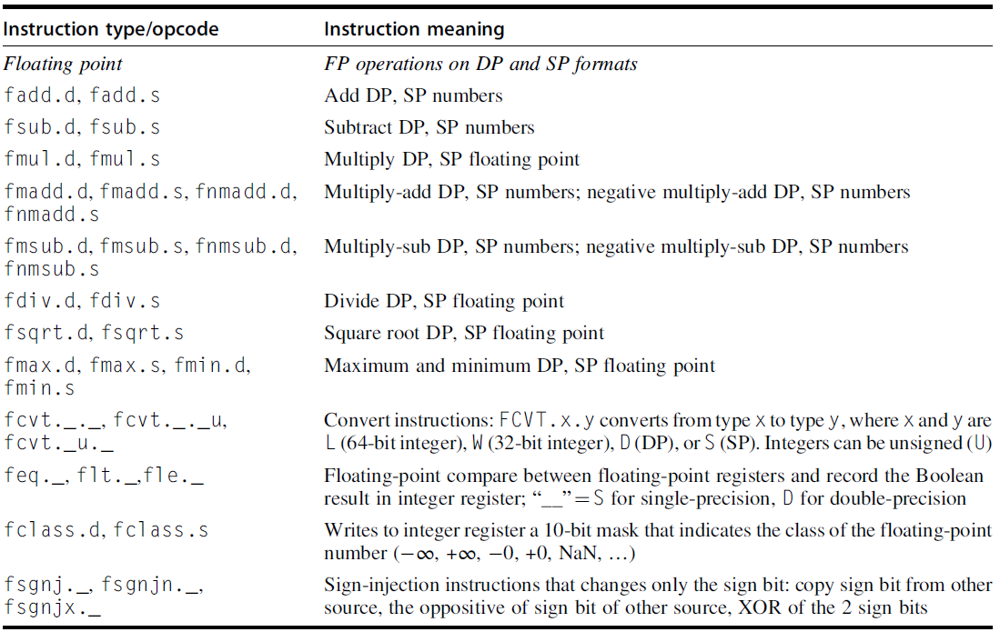 Instruction type/opcode Instruction meaning
Floating point FP operations on DP and SP formats
fadd.d, fadd.s Add DP, SP numbers
fsub.d, fsub.s Subtract DP, SP numbers
fmul.d, fmul.s Multiply DP, SP floating point
fmadd.d, fmadd.s, fnmadd.d, Multiply-add DP, SP numbers; negative multiply-add DP, SP numbers
fnmadd.s
fmsub.d, fmsub.s, fnmsub.d, Multiply-sub DP, SP numbers; negative multiply-sub DP, SP numbers
fnmsub.s
fdiv.d, fdiv.s Divide DP, SP floating point
fsqrt.d, fsqrt.s Square root DP, SP floating point
fmax.d, fmax.s, fmin.d, Maximum and minimum DP, SP floating point
fmin.s
fcvt._._, fcvt._._u, Convert instructions: FCVT.x.y converts from type x to type y, where x and y are
fcvt._u._ L (64-bit integer), W (32-bit integer), D (DP), or S (SP). Integers can be unsigned (U)
feq._, flt._,fle._ Floating-point compare between floating-point registers and record the Boolean
result in integer register; “__”=S for single-precision, D for double-precision
fclass.d, fclass.s Writes to integer register a 10-bit mask that indicates the class of the floating-point
number (−∞, +∞, −0, +0, NaN, …)
fsgnj._, fsgnjn._, Sign-injection instructions that changes only the sign bit: copy sign bit from other
fsgnjx._ source, the oppositive of sign bit of other source, XOR of the 2 sign bits